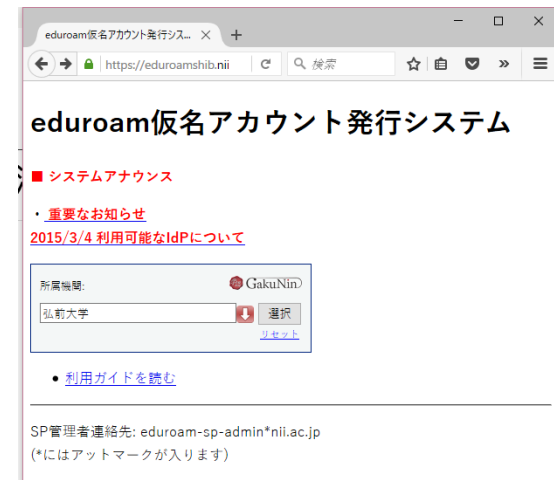 eduroam仮名アカウント発行シス...
https://eduroamshib.nii
検索
eduroam仮名アカウント発行システム
■ システムアナウンス
・ 重要なお知らせ
2015/3/4 利用可能なIdPについて
所属機関:
GakuNin
弘前大学
選択
リセット
• 利用ガイドを読む
SP管理者連絡先: eduroam-sp-admin*nii.ac.jp
(*にはアットマークが入ります)